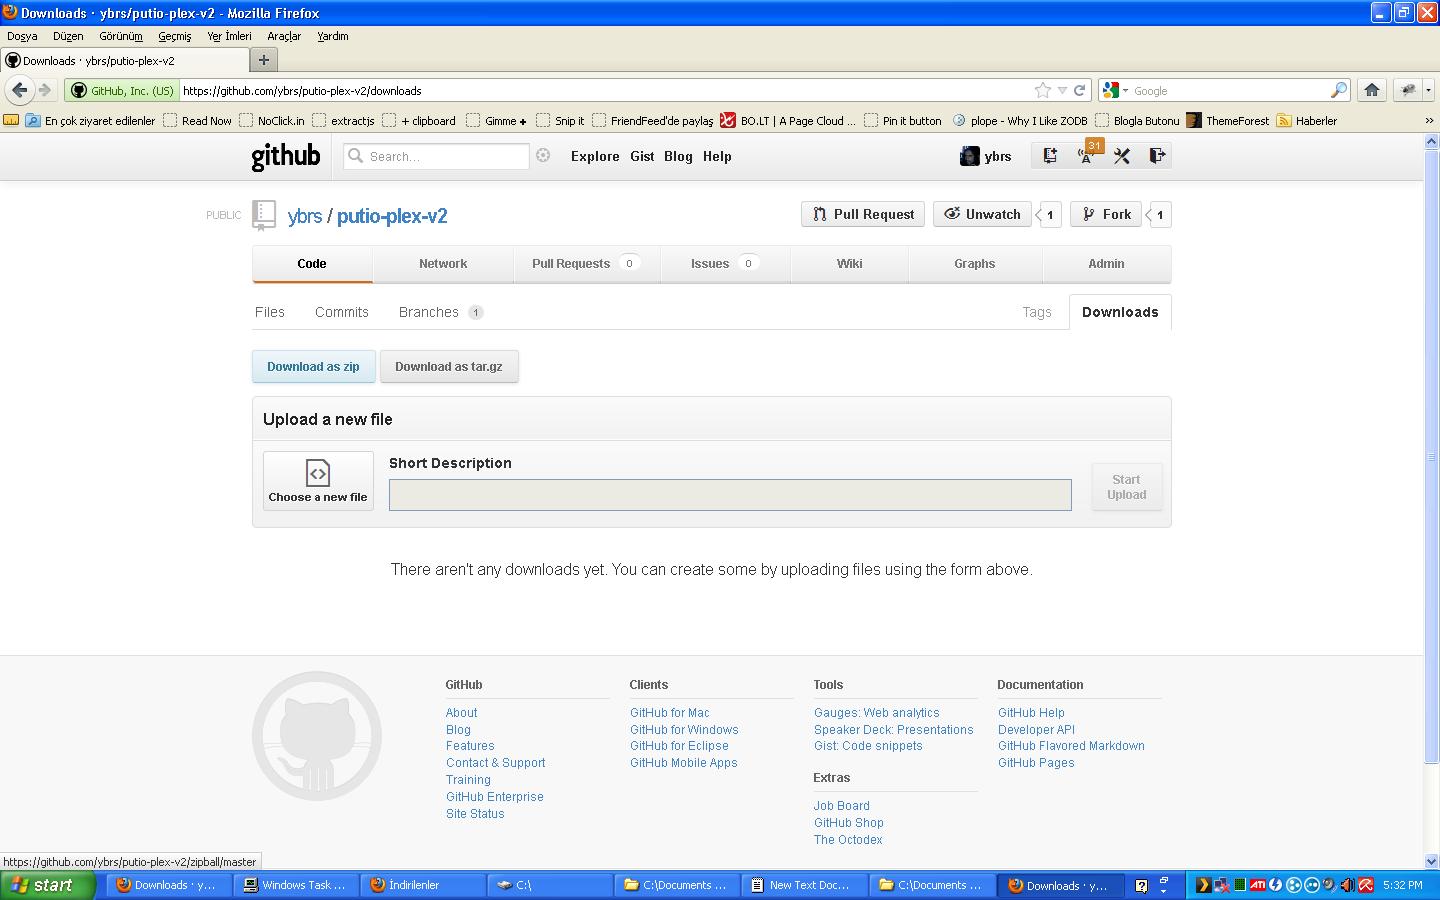 Downloads · ybrs/putio-plex-v2 - Mozilla Firefox
Dosya Düzen Görünüm Geçmiş Yer İmleri Araçlar Yardım
Downloads · ybrs/putio-plex-v2
GitHub, Inc. (US) https://github.com/ybrs/putio-plex-v2/downloads Google
En çok ziyaret edilenler Read Now NoClick.in extractjs + clipboard Gimme + Snip it FriendFeed'de paylaş BO.LT | A Page Cloud ... Pin it button plope - Why I Like ZODB Blogla Butonu ThemeForest Haberler »
github Search... Explore Gist Blog Help ybrs 31
PUBLIC ybrs / putio-plex-v2 Pull Request Unwatch 1 Fork 1
Code Network Pull Requests 0 Issues 0 Wiki Graphs Admin
Files Commits Branches 1 Tags Downloads
Download as zip Download as tar.gz
Upload a new file
Choose a new file
Short Description
Start
Upload
There aren't any downloads yet. You can create some by uploading files using the form above.
GitHub
About
Blog
Features
Contact & Support
Training
GitHub Enterprise
Site Status
Clients
GitHub for Mac
GitHub for Windows
GitHub for Eclipse
GitHub Mobile Apps
Tools
Gauges: Web analytics
Speaker Deck: Presentations
Gist: Code snippets
Extras
Job Board
GitHub Shop
The Octodex
Documentation
GitHub Help
Developer API
GitHub Flavored Markdown
GitHub Pages
https://github.com/ybrs/putio-plex-v2/zipball/master
start Downloads · y... Windows Task ... İndirilenler C:\ C:\Documents ... New Text Doc... C:\Documents ... Downloads · y... ATI 5:32 PM